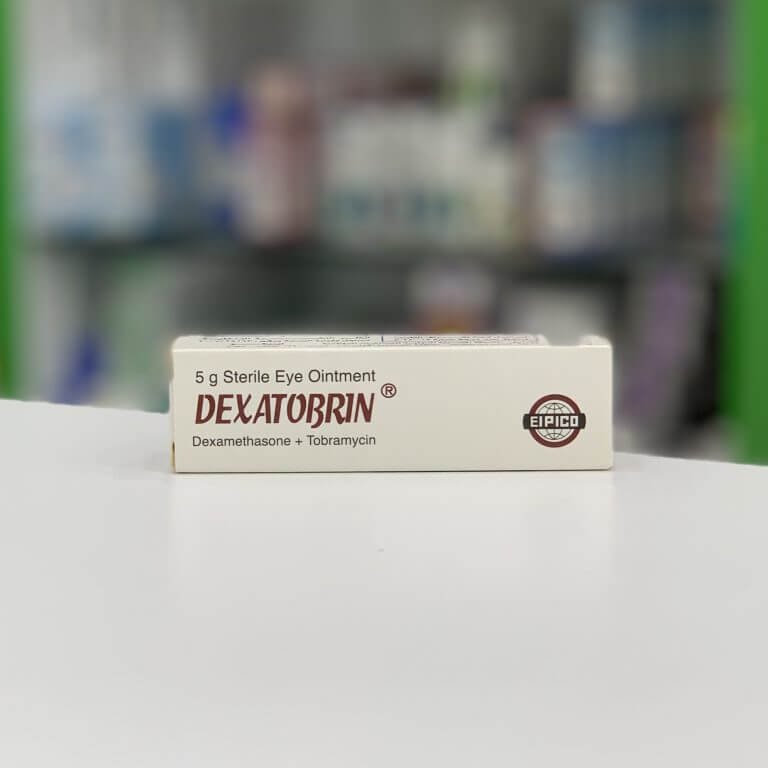 5 g Sterile Eye Ointment
DEXATOBRIN ®
Dexamethasone + Tobramycin
EIPICO